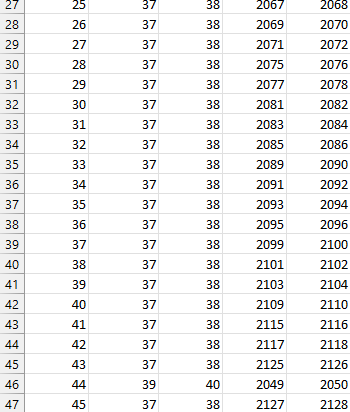 27 25 37 38 2067 2068
28 26 37 38 2069 2070
29 27 37 38 2071 2072
30 28 37 38 2075 2076
31 29 37 38 2077 2078
32 30 37 38 2081 2082
33 31 37 38 2083 2084
34 32 37 38 2085 2086
35 33 37 38 2089 2090
36 34 37 38 2091 2092
37 35 37 38 2093 2094
38 36 37 38 2095 2096
39 37 37 38 2099 2100
40 38 37 38 2101 2102
41 39 37 38 2103 2104
42 40 37 38 2109 2110
43 41 37 38 2115 2116
44 42 37 38 2117 2118
45 43 37 38 2125 2126
46 44 39 40 2049 2050
47 45 37 38 2127 2128